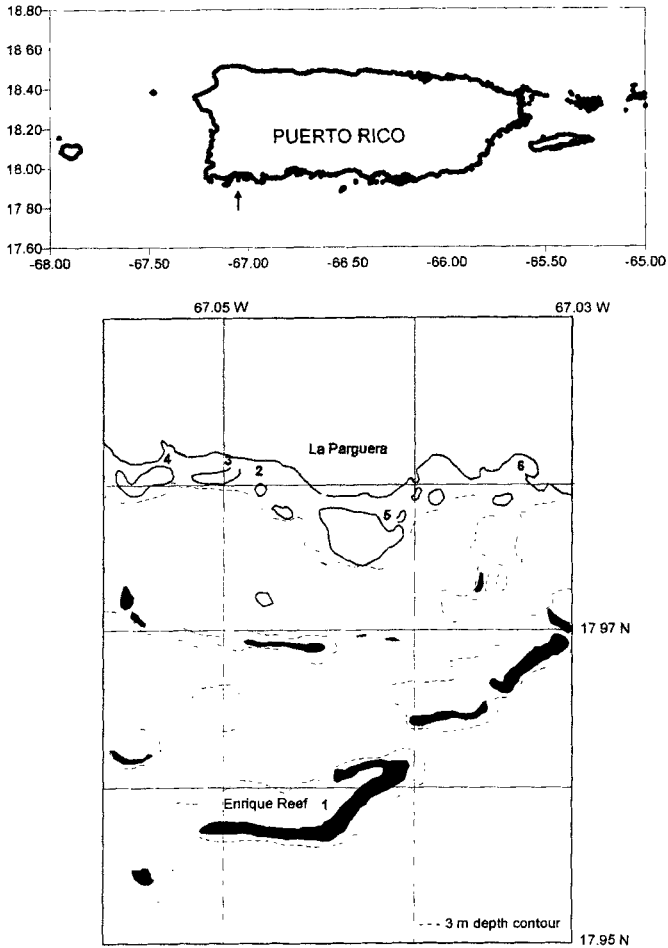 18.80
18 60
18.40
18.20
18.00
17.80
17.60
PUERTO RICO
-68.00 -67.50 -67.00 -66 50 -66.00 -65.50 -65.00
67.05 W 67.03 W
La Parguera
4 3 2 6
5
17 97 N
Enrique Reef 1
3 m depth contour
17.95 N